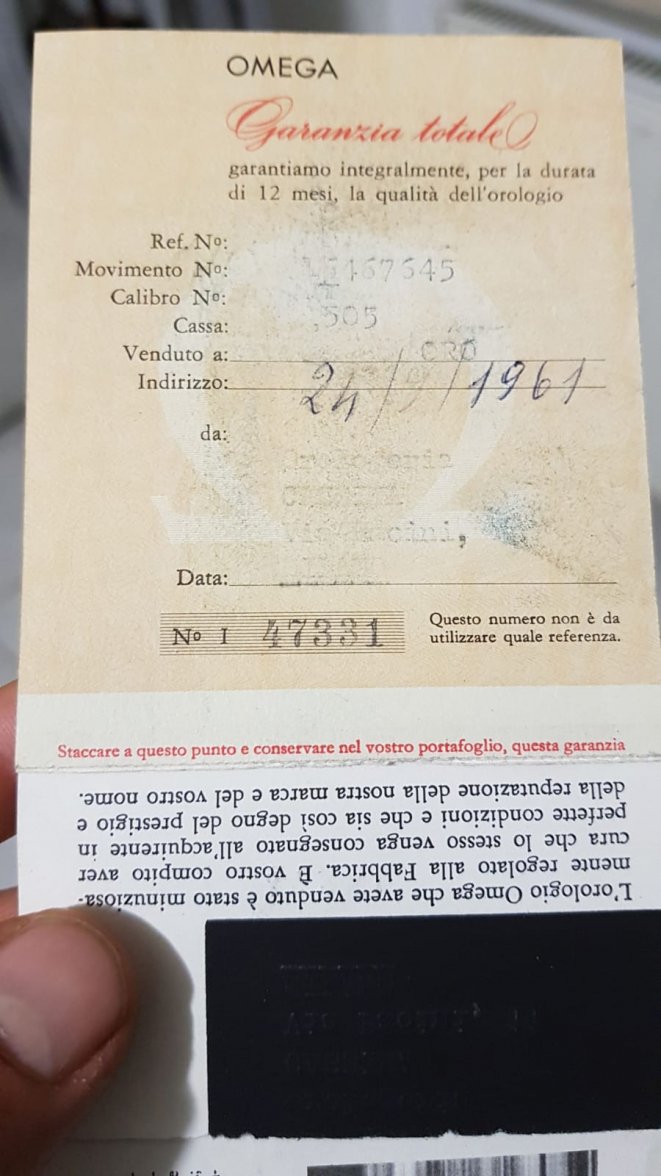 OMEGA
Garanzia totale
garantiamo integralmente, per la durata
di 12 mesi, la qualità dell'orologio
Ref. Nº:
Movimento Nº: 467645
Calibro Nº:
Cassa: 505
Venduto a: ORO
Indirizzo: 24/9/1961
da:
Data:
Nº I 47331
Questo numero non è da
utilizzare quale referenza.
Staccare a questo punto e conservare nel vostro portafoglio, questa garanzia
L'orologio Omega che avete venduto è stato minuziosa-
mente regolato alla Fabbrica. È vostro compito aver
cura che lo stesso venga consegnato all'acquirente in
perfette condizioni e che sia così degno del prestigio e
della reputazione della nostra marca e del vostro nome.